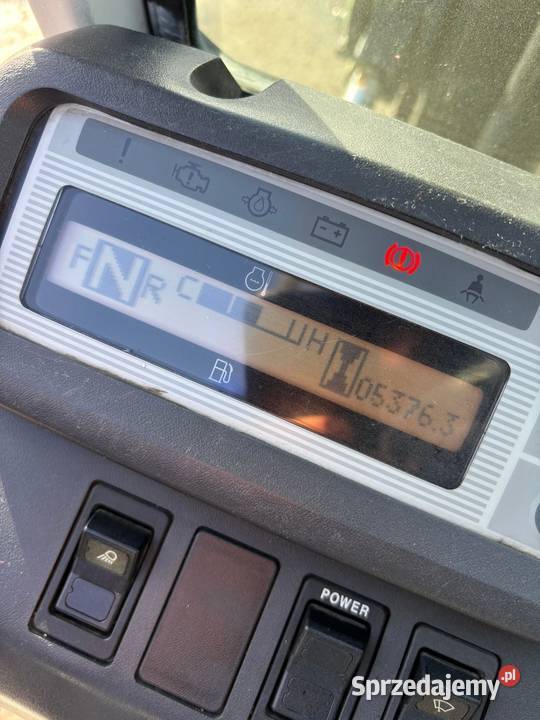 F N R C H I 05376.3
POWER
Sprzedajemy.pl